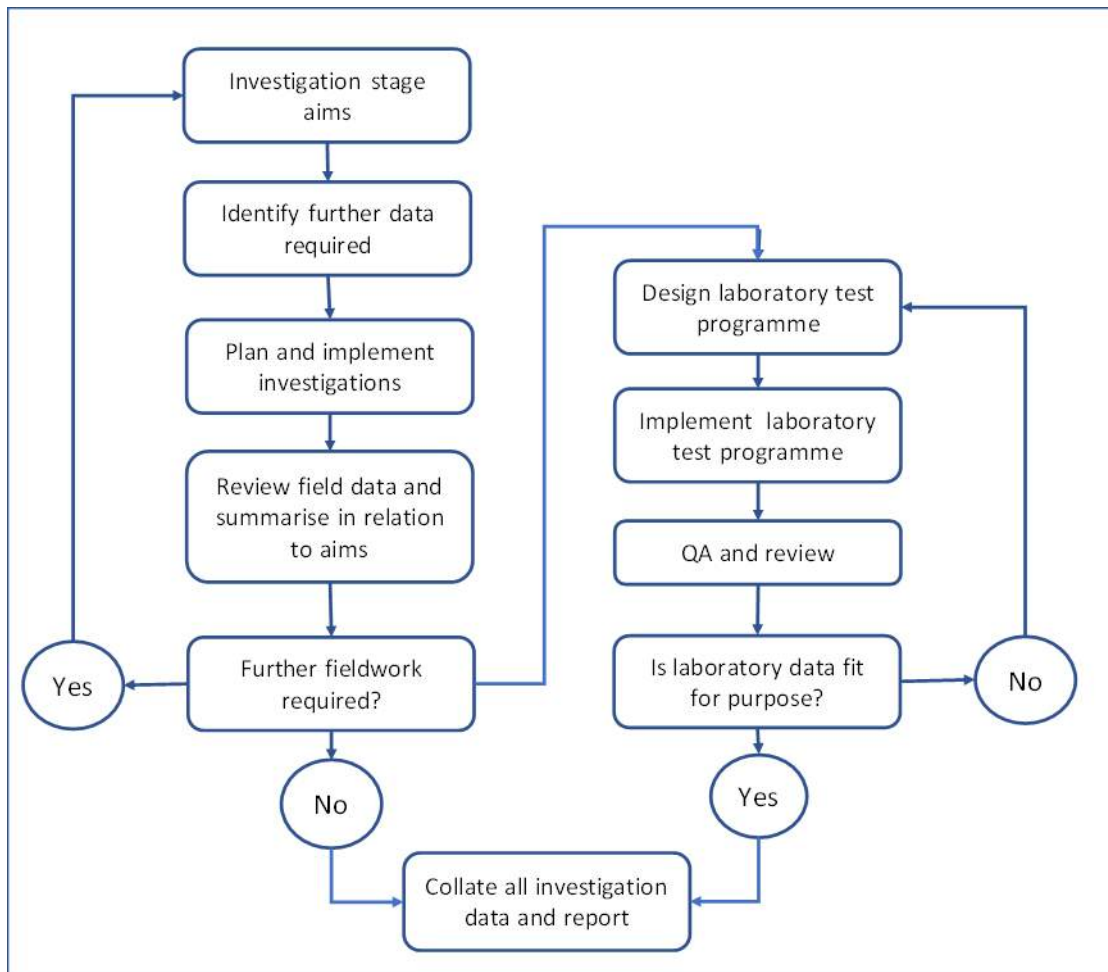 Investigation stage
aims
Identify further data
required
Plan and implement
investigations
Review field data and
summarise in relation
to aims
Further fieldwork
required?
Yes
No
Design laboratory test
programme
Implement laboratory
test programme
QA and review
Is laboratory data fit
for purpose?
No
Yes
Collate all investigation
data and report